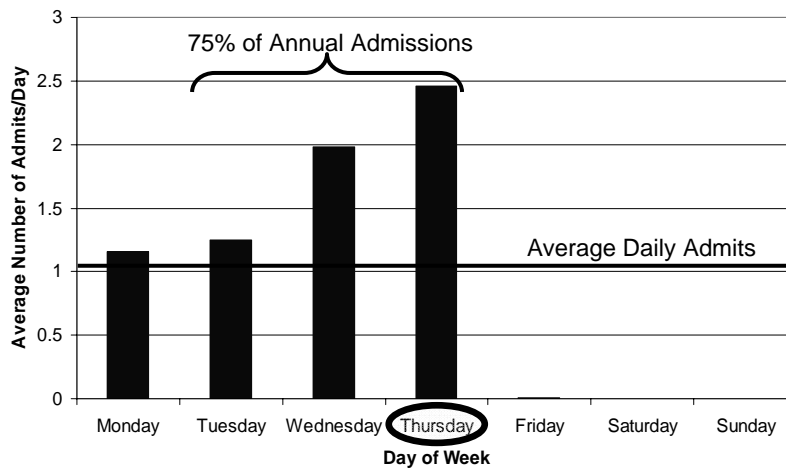 3
75% of Annual Admissions
2.5
2
1.5
Average Daily Admits
1
0.5
0
Average Number of Admits/Day
Monday Tuesday Wednesday Thursday Friday Saturday Sunday
Day of Week